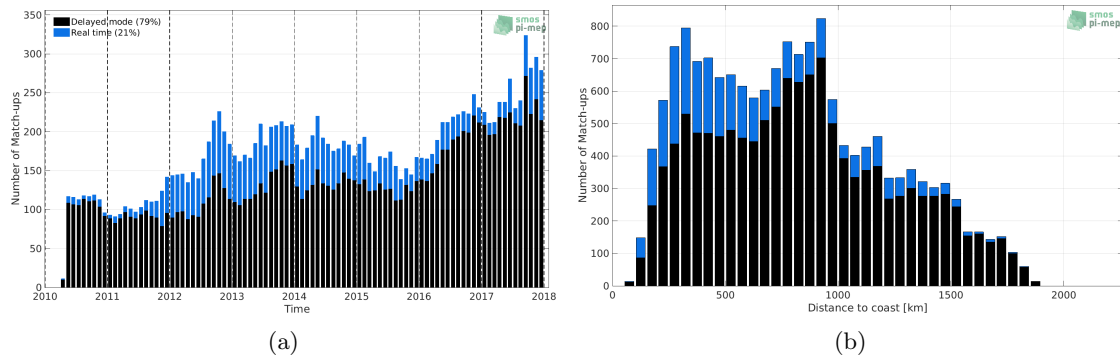 Delayed mode (79%)
Real time (21%)
smos
pi-mep
350
300
250
200
150
100
50
0
Number of Match-ups
2010
2011
2012
2013
2014
2015
2016
2017
2018
Time
(a)
smos
pi-mep
800
700
600
500
400
300
200
100
0
Number of Match-ups
0
500
1000
1500
2000
Distance to coast [km]
(b)